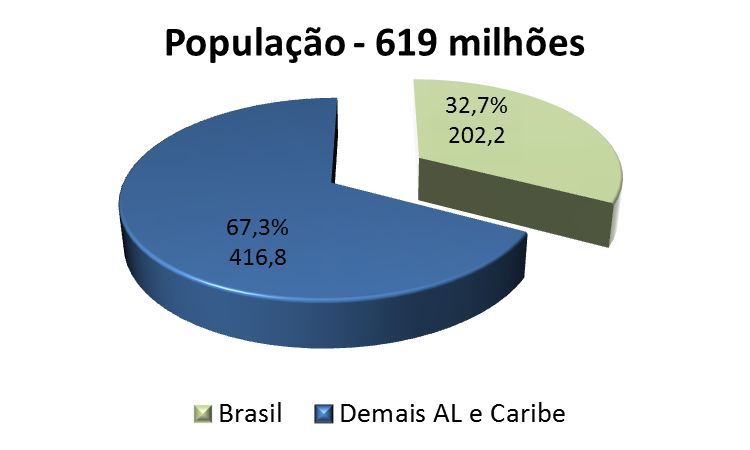 População - 619 milhões
32,7%
202,2
67,3%
416,8
Brasil
Demais AL e Caribe